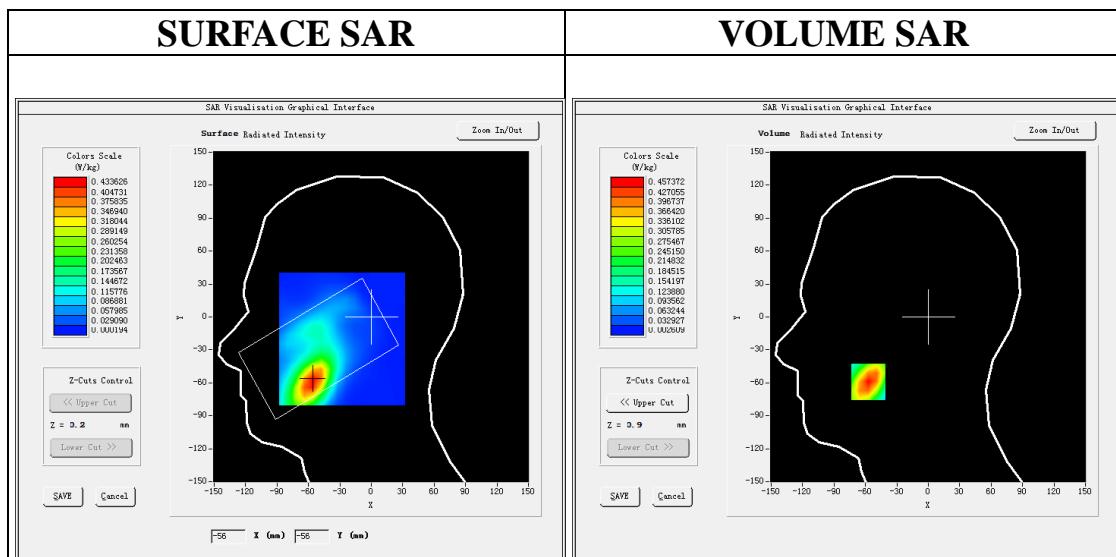 SURFACE SAR
VOLUME SAR
SAR Visualisation Graphical Interface
Surface Radiated Intensity
Zoom In/Out
Colors Scale
(W/kg)
0.433626
0.404731
0.375835
0.346940
0.318044
0.289149
0.260254
0.231358
0.202463
0.173567
0.144672
0.115776
0.086881
0.057985
0.029090
0.000194
Z-Cuts Control
<< Upper Cut
Z = 0.2 mm
Lower Cut >>
SAVE
Cancel
150
120
90
60
30
0
-30
-60
-90
-120
-150
Y
-150
-120
-90
-60
-30
0
30
60
90
120
150
X
-56 X (mm) -56 Y (mm)
SAR Visualisation Graphical Interface
Volume Radiated Intensity
Zoom In/Out
Colors Scale
(W/kg)
0.457372
0.427055
0.396737
0.366420
0.336102
0.305785
0.275467
0.245150
0.214832
0.184515
0.154197
0.123880
0.093562
0.063244
0.032927
0.002609
Z-Cuts Control
<< Upper Cut
Z = 0.9 mm
Lower Cut >>
SAVE
Cancel
150
120
90
60
30
0
-30
-60
-90
-120
-150
Y
-150
-120
-90
-60
-30
0
30
60
90
120
150
X